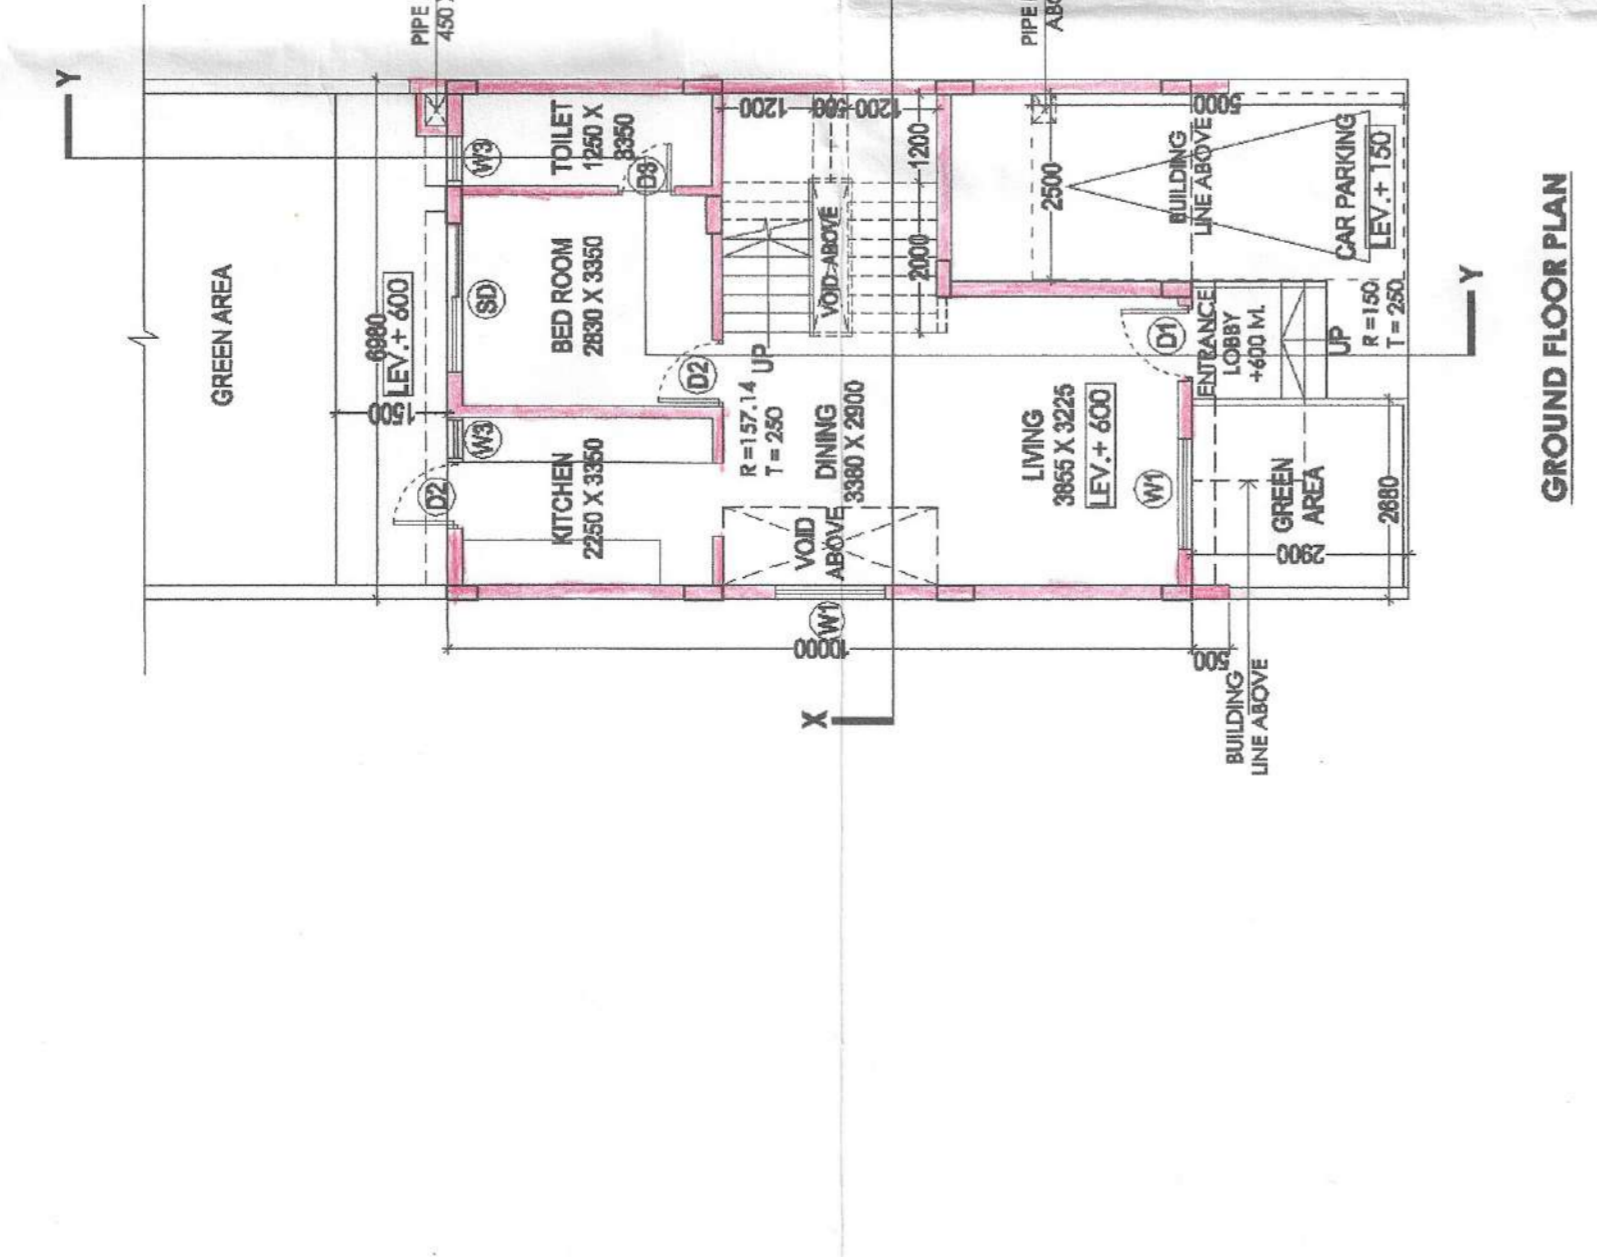 Y
GREEN AREA
PIPE
450 X
6980
LEV.+ 600
1500
W3
SD
W3
D2
TOILET
1250 X
3350
D3
BED ROOM
2830 X 3350
D2
KITCHEN
2250 X 3350
1200
1200
1200
2000
VOID ABOVE
UP
R =157.14
T = 250
DINING
3380 X 2900
VOID
ABOVE
W1
10000
X
PIPE
2500
5000
BUILDING
LINE ABOVE
CAR PARKING
LEV.+ 150
LIVING
3855 X 3225
LEV.+ 600
D1
W1
ENTRANCE
LOBBY
+600 M.
UP
R =150
T = 250
GREEN
AREA
2900
2680
500
BUILDING
LINE ABOVE
Y
GROUND FLOOR PLAN